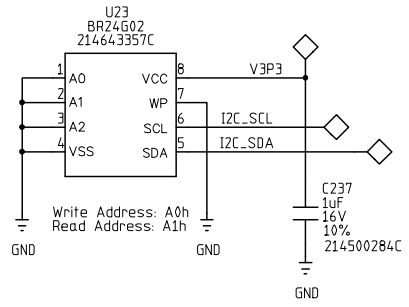 U23
BR24G02
214643357C
1 A0 VCC 8 V3P3
2 A1 WP 7
3 A2 SCL 6 I2C_SCL
4 VSS SDA 5 I2C_SDA
C237
1uF
16V
10%
214500284C
Write Address: A0h
Read Address: A1h
GND GND GND